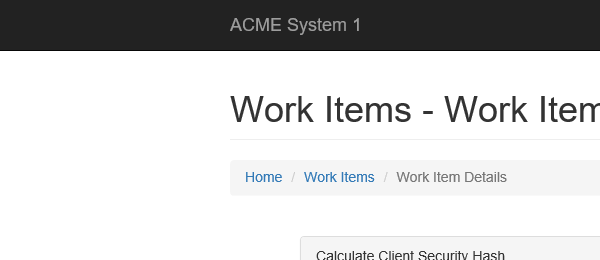 ACME System 1
Work Items - Work Item
Home / Work Items / Work Item Details
Calculate Client Security Hash